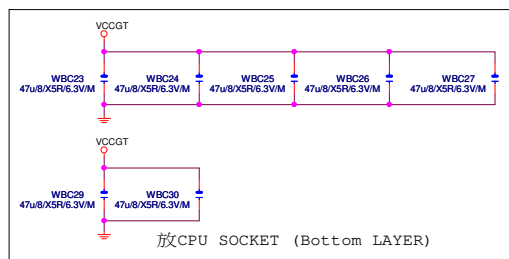 VCCGT
WBC23 WBC24 WBC25 WBC26 WBC27
47u/8/X5R/6.3V/M 47u/8/X5R/6.3V/M 47u/8/X5R/6.3V/M 47u/8/X5R/6.3V/M 47u/8/X5R/6.3V/M
VCCGT
WBC29 WBC30
47u/8/X5R/6.3V/M 47u/8/X5R/6.3V/M
放CPU SOCKET (Bottom LAYER)